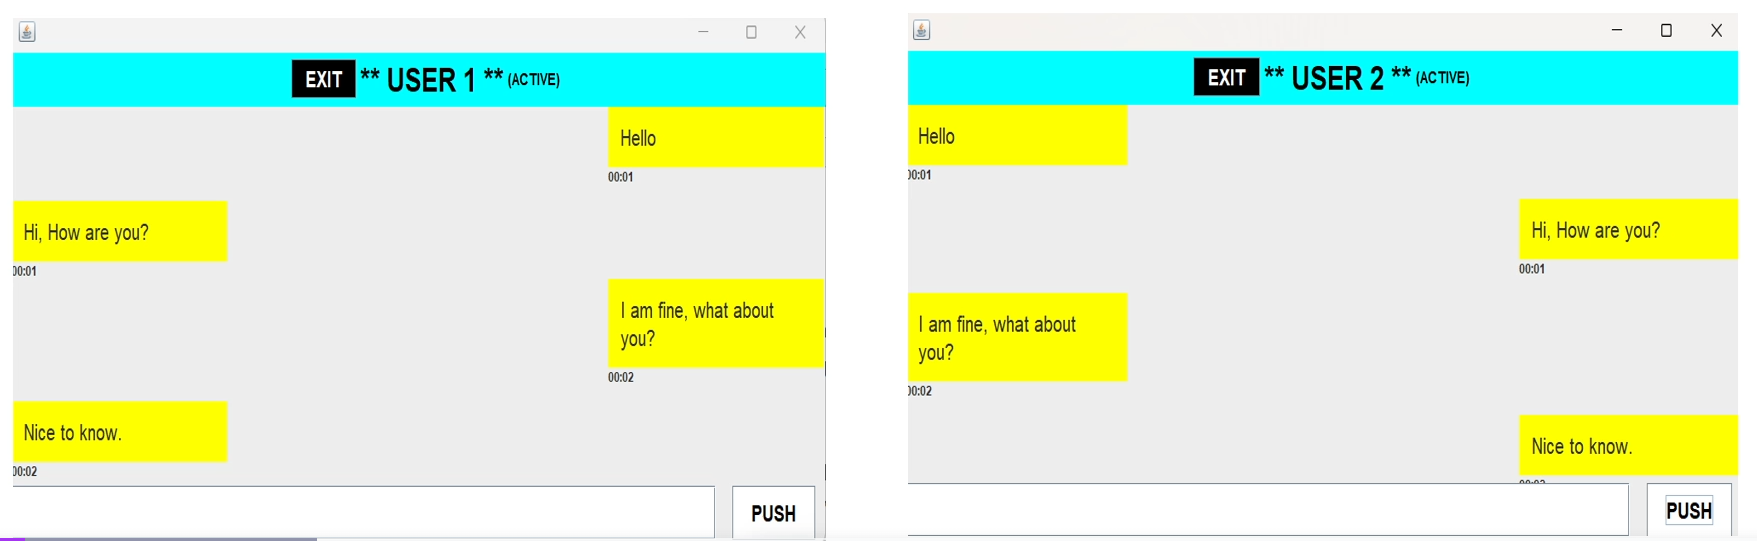 EXIT ** USER 1 ** (ACTIVE)
Hello
00:01
Hi, How are you?
00:01
I am fine, what about
you?
00:02
Nice to know.
00:02
PUSH
EXIT ** USER 2 ** (ACTIVE)
Hello
00:01
Hi, How are you?
00:01
I am fine, what about
you?
00:02
Nice to know.
PUSH